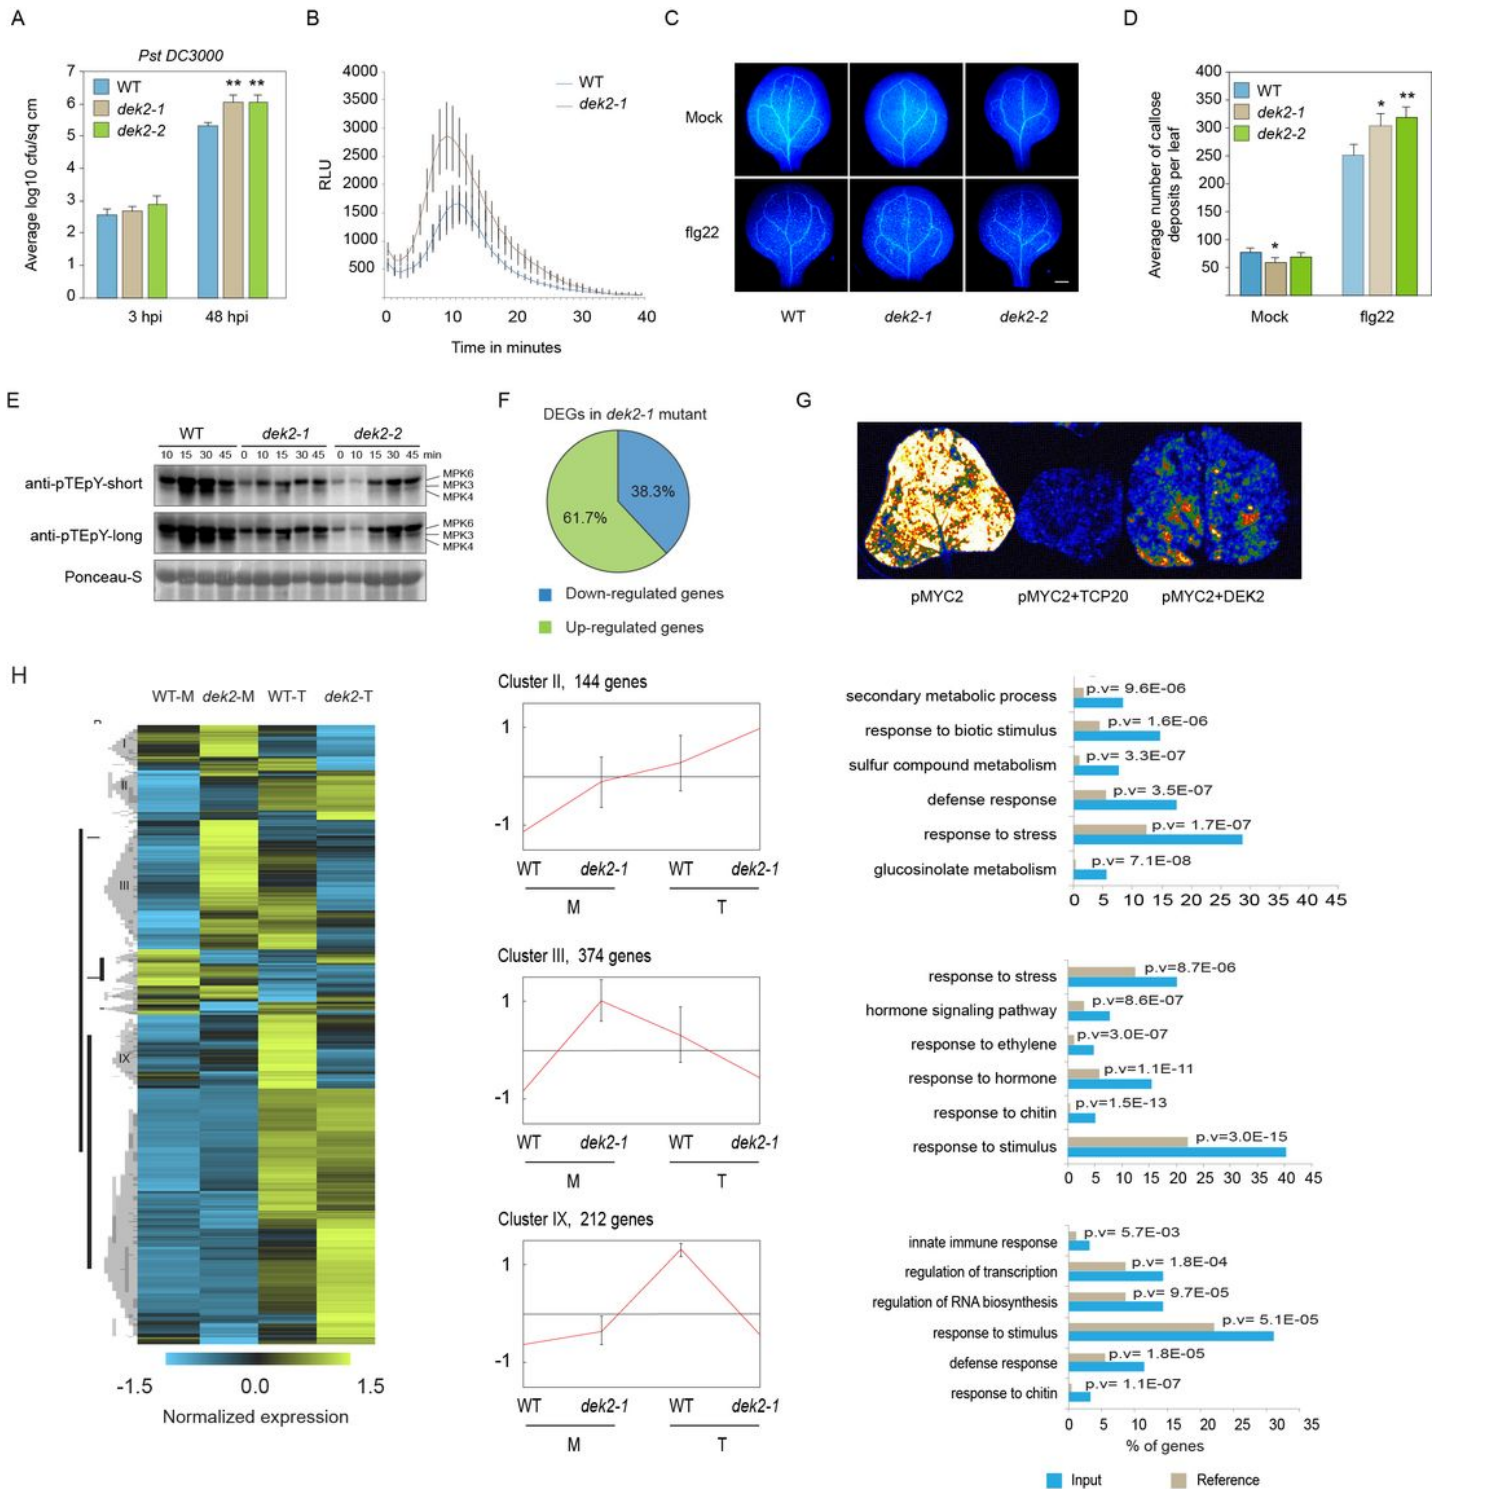 A
Pst DC3000
7
6
5
4
3
2
1
0
Average log10 cfu/sq cm
WT
dek2-1
dek2-2
** **
3 hpi 48 hpi
B
4000
3500
3000
2500
2000
1500
1000
500
RLU
WT
dek2-1
0 10 20 30 40
Time in minutes
C
Mock
flg22
WT dek2-1 dek2-2
D
400
350
300
250
200
150
100
50
Average number of callose
deposits per leaf
WT
dek2-1
dek2-2
*
* **
Mock flg22
E
WT dek2-1 dek2-2
10 15 30 45 0 10 15 30 45 0 10 15 30 45 min
anti-pTEpY-short
MPK6
MPK3
MPK4
anti-pTEpY-long
MPK6
MPK3
MPK4
Ponceau-S
F
DEGs in dek2-1 mutant
38.3%
61.7%
Down-regulated genes
Up-regulated genes
G
pMYC2 pMYC2+TCP20 pMYC2+DEK2
H
WT-M dek2-M WT-T dek2-T
I
II
III
IX
-1.5 0.0 1.5
Normalized expression
Cluster II, 144 genes
1
-1
WT dek2-1 WT dek2-1
M T
secondary metabolic process p.v= 9.6E-06
response to biotic stimulus p.v= 1.6E-06
sulfur compound metabolism p.v= 3.3E-07
defense response p.v= 3.5E-07
response to stress p.v= 1.7E-07
glucosinolate metabolism p.v= 7.1E-08
0 5 10 15 20 25 30 35 40 45
Cluster III, 374 genes
1
-1
WT dek2-1 WT dek2-1
M T
response to stress p.v=8.7E-06
hormone signaling pathway p.v=8.6E-07
response to ethylene p.v=3.0E-07
response to hormone p.v=1.1E-11
response to chitin p.v=1.5E-13
response to stimulus p.v=3.0E-15
0 5 10 15 20 25 30 35 40 45
Cluster IX, 212 genes
1
-1
WT dek2-1 WT dek2-1
M T
innate immune response p.v= 5.7E-03
regulation of transcription p.v= 1.8E-04
regulation of RNA biosynthesis p.v= 9.7E-05
response to stimulus p.v= 5.1E-05
defense response p.v= 1.8E-05
response to chitin p.v= 1.1E-07
0 5 10 15 20 25 30 35
% of genes
Input Reference